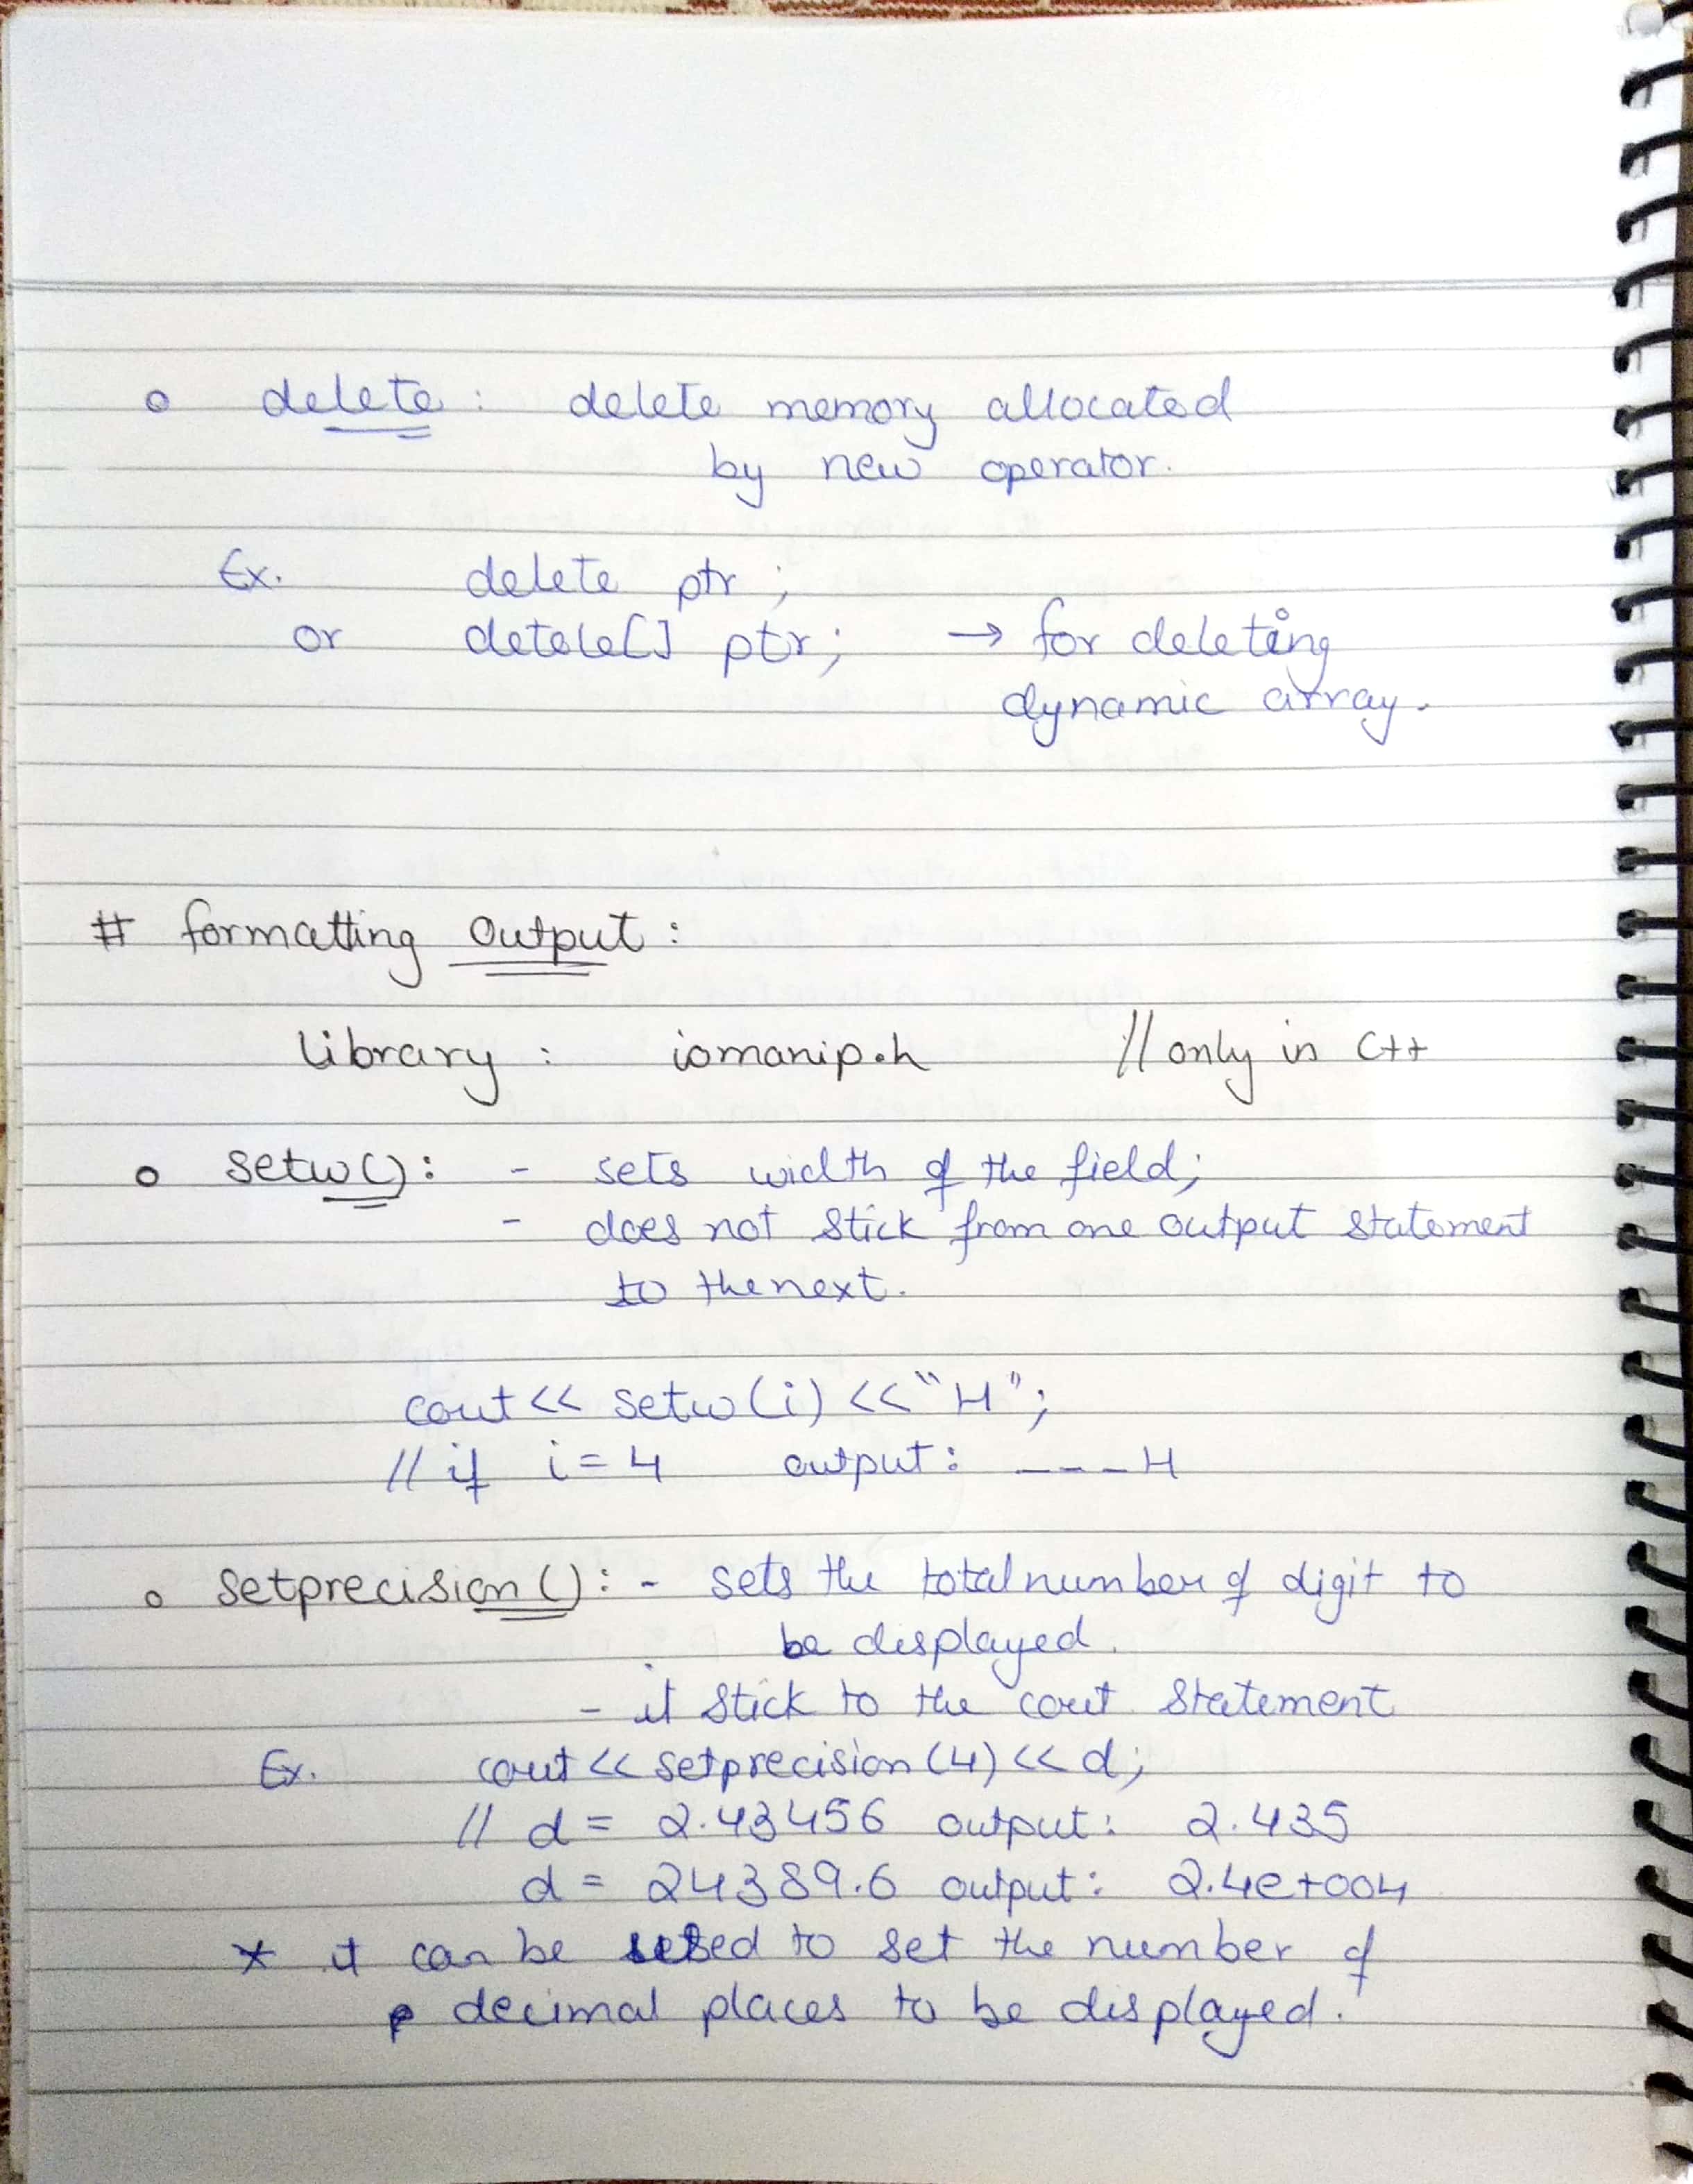 o delete : delete memory allocated
by new operator.
Ex. delete ptr ;
or detele[] ptr; → for deleting
dynamic array.
# formatting Output :
Library : iomanip.h //only in C++
o setw() : - sets width of the field;
- does not stick from one output statement
to the next.
cout << setw(i) << "H";
// if i = 4 output : _ _ _ H
o setprecision() : - sets the total number of digit to
be displayed.
- it stick to the cout statement
Ex. cout << setprecision(4) << d;
// d = 2.43456 output : 2.435
d = 24389.6 output : 2.4e+004
* it can be used to set the number of
decimal places to be displayed.